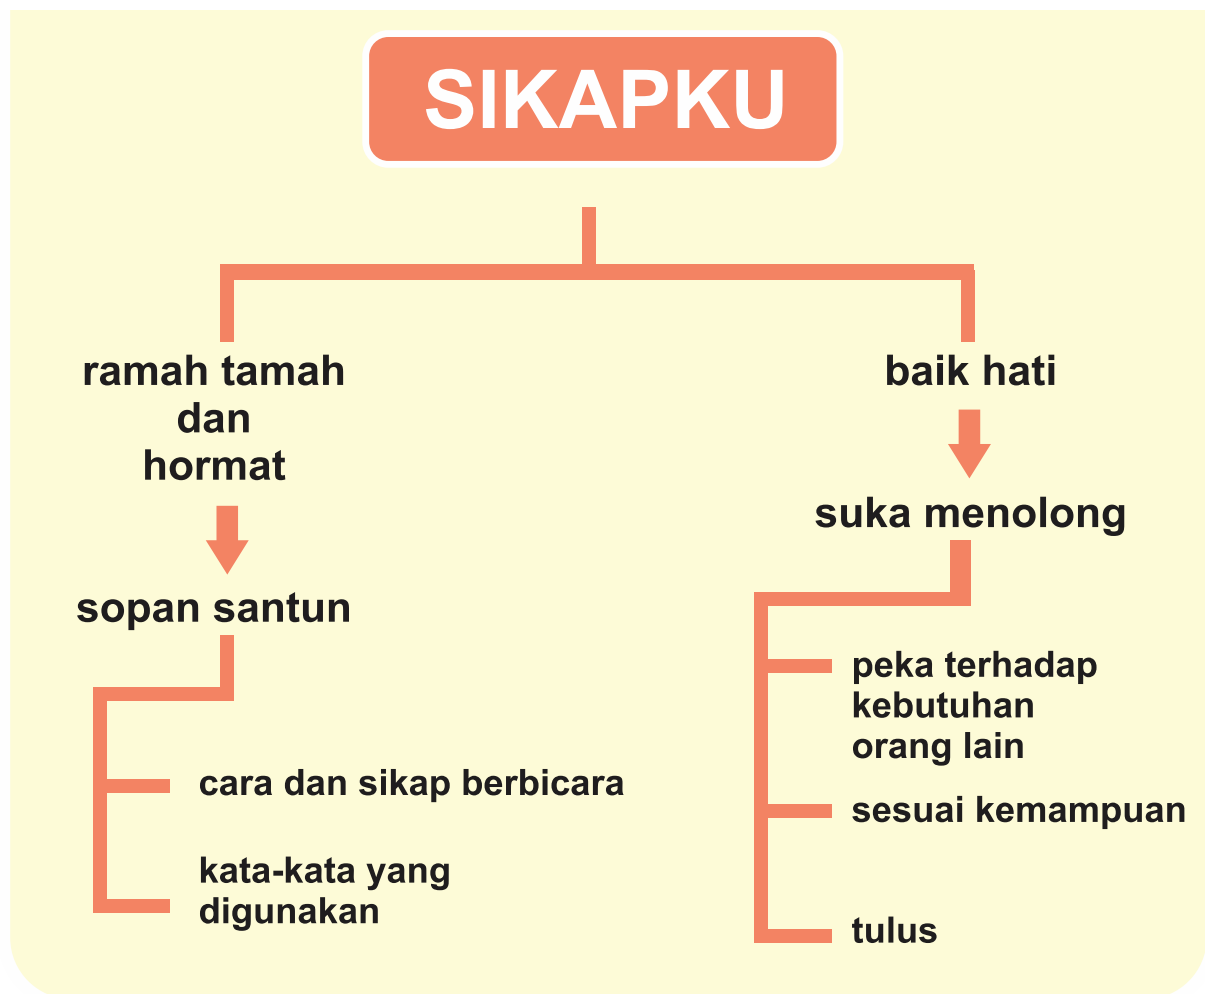 SIKAPKU
ramah tamah
dan
hormat
sopan santun
cara dan sikap berbicara
kata-kata yang
digunakan
baik hati
suka menolong
peka terhadap
kebutuhan
orang lain
sesuai kemampuan
tulus